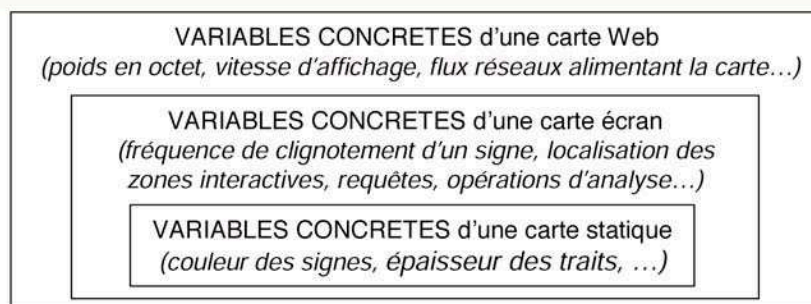 VARIABLES CONCRETES d'une carte Web
(poids en octet, vitesse d'affichage, flux réseaux alimentant la carte…)
VARIABLES CONCRETES d'une carte écran
(fréquence de clignotement d'un signe, localisation des
zones interactives, requêtes, opérations d'analyse…)
VARIABLES CONCRETES d'une carte statique
(couleur des signes, épaisseur des traits, …)